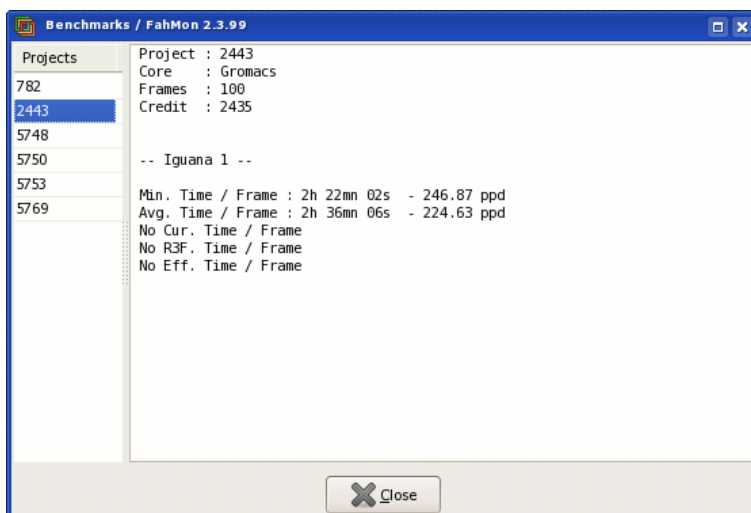 Benchmarks / FahMon 2.3.99
Projects
782
2443
5748
5750
5753
5769
Project : 2443
Core    : Gromacs
Frames  : 100
Credit  : 2435
-- Iguana 1 --
Min. Time / Frame : 2h 22mn 02s  - 246.87 ppd
Avg. Time / Frame : 2h 36mn 06s  - 224.63 ppd
No Cur. Time / Frame
No R3F. Time / Frame
No Eff. Time / Frame
Close